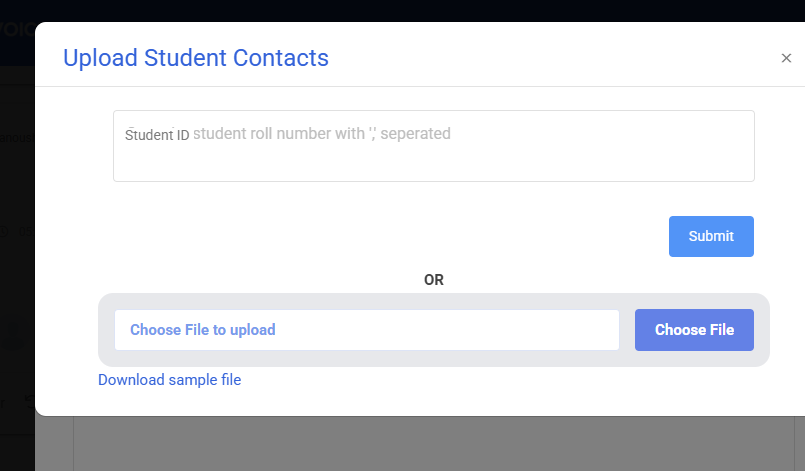 Upload Student Contacts
×
Student ID student roll number with ',' seperated
Submit
OR
Choose File to upload
Choose File
Download sample file